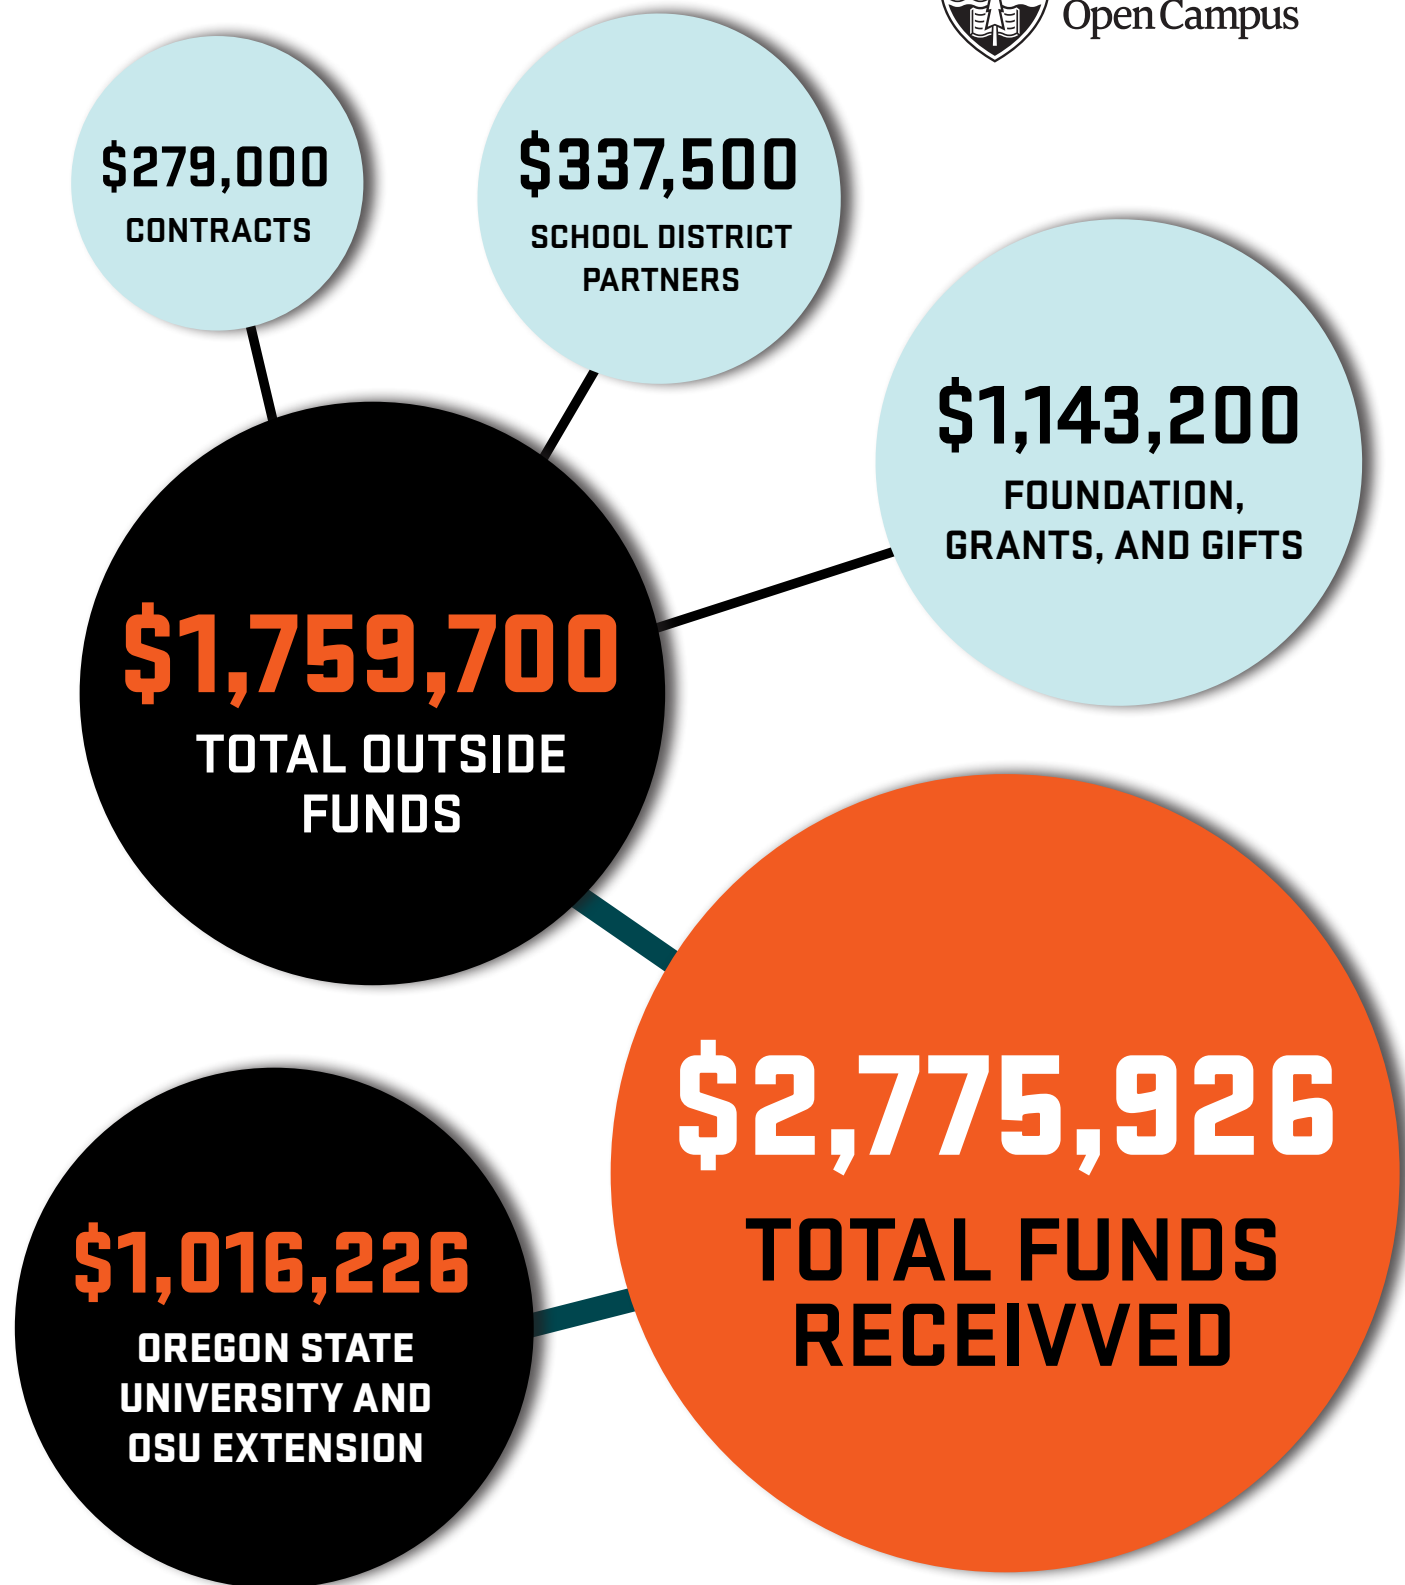 Open Campus
$279,000
CONTRACTS
$337,500
SCHOOL DISTRICT
PARTNERS
$1,143,200
FOUNDATION,
GRANTS, AND GIFTS
$1,759,700
TOTAL OUTSIDE
FUNDS
$2,775,926
TOTAL FUNDS
RECEIVVED
$1,016,226
OREGON STATE
UNIVERSITY AND
OSU EXTENSION